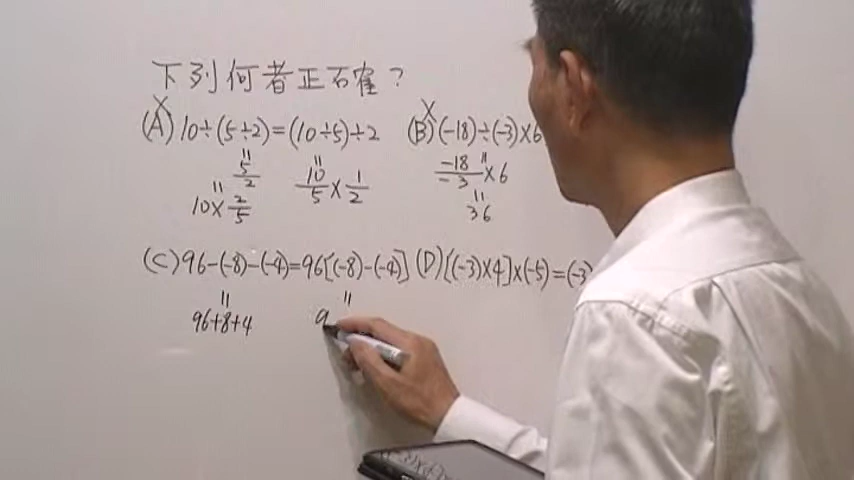 下列何者正確?
(A) 10÷(5÷2)=(10÷5)÷2 (B) (-18)÷(-3)×6
X X
= 5/2 = 10/5 × 1/2 = -18/-3 × 6
= 10× 2/5 = 36
(C) 96-(-8)-(-4)=96[(-8)-(-4)] (D) [(-3)×4]×(-5)=(-3)
= 96+8+4 = 9